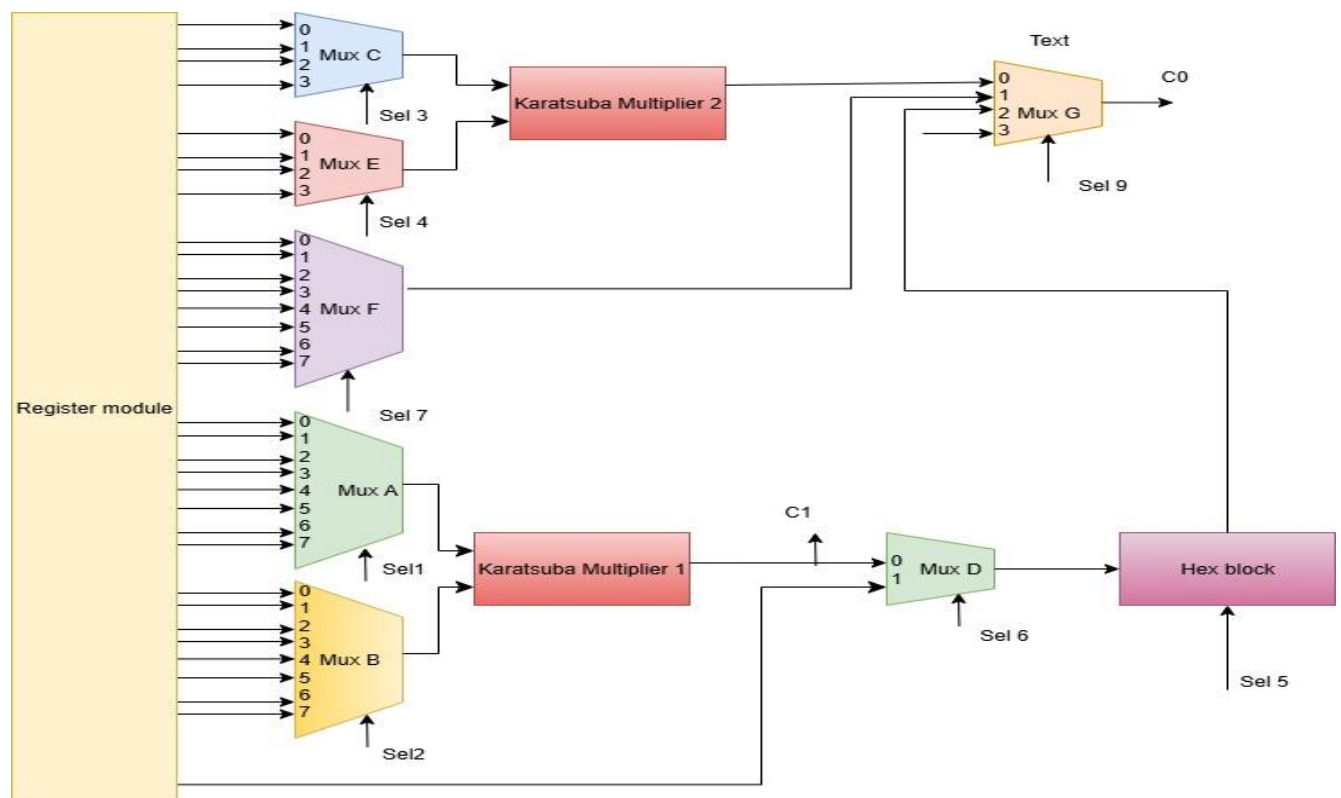 Register module
0
1
2
3
Mux C
Sel 3
0
1
2
3
Mux E
Sel 4
Karatsuba Multiplier 2
Text
0
1
2
3
Mux G
C0
Sel 9
0
1
2
3
4
5
6
7
Mux F
Sel 7
0
1
2
3
4
5
6
7
Mux A
Sel1
0
1
2
3
4
5
6
7
Mux B
Sel2
Karatsuba Multiplier 1
C1
0
1
Mux D
Sel 6
Hex block
Sel 5